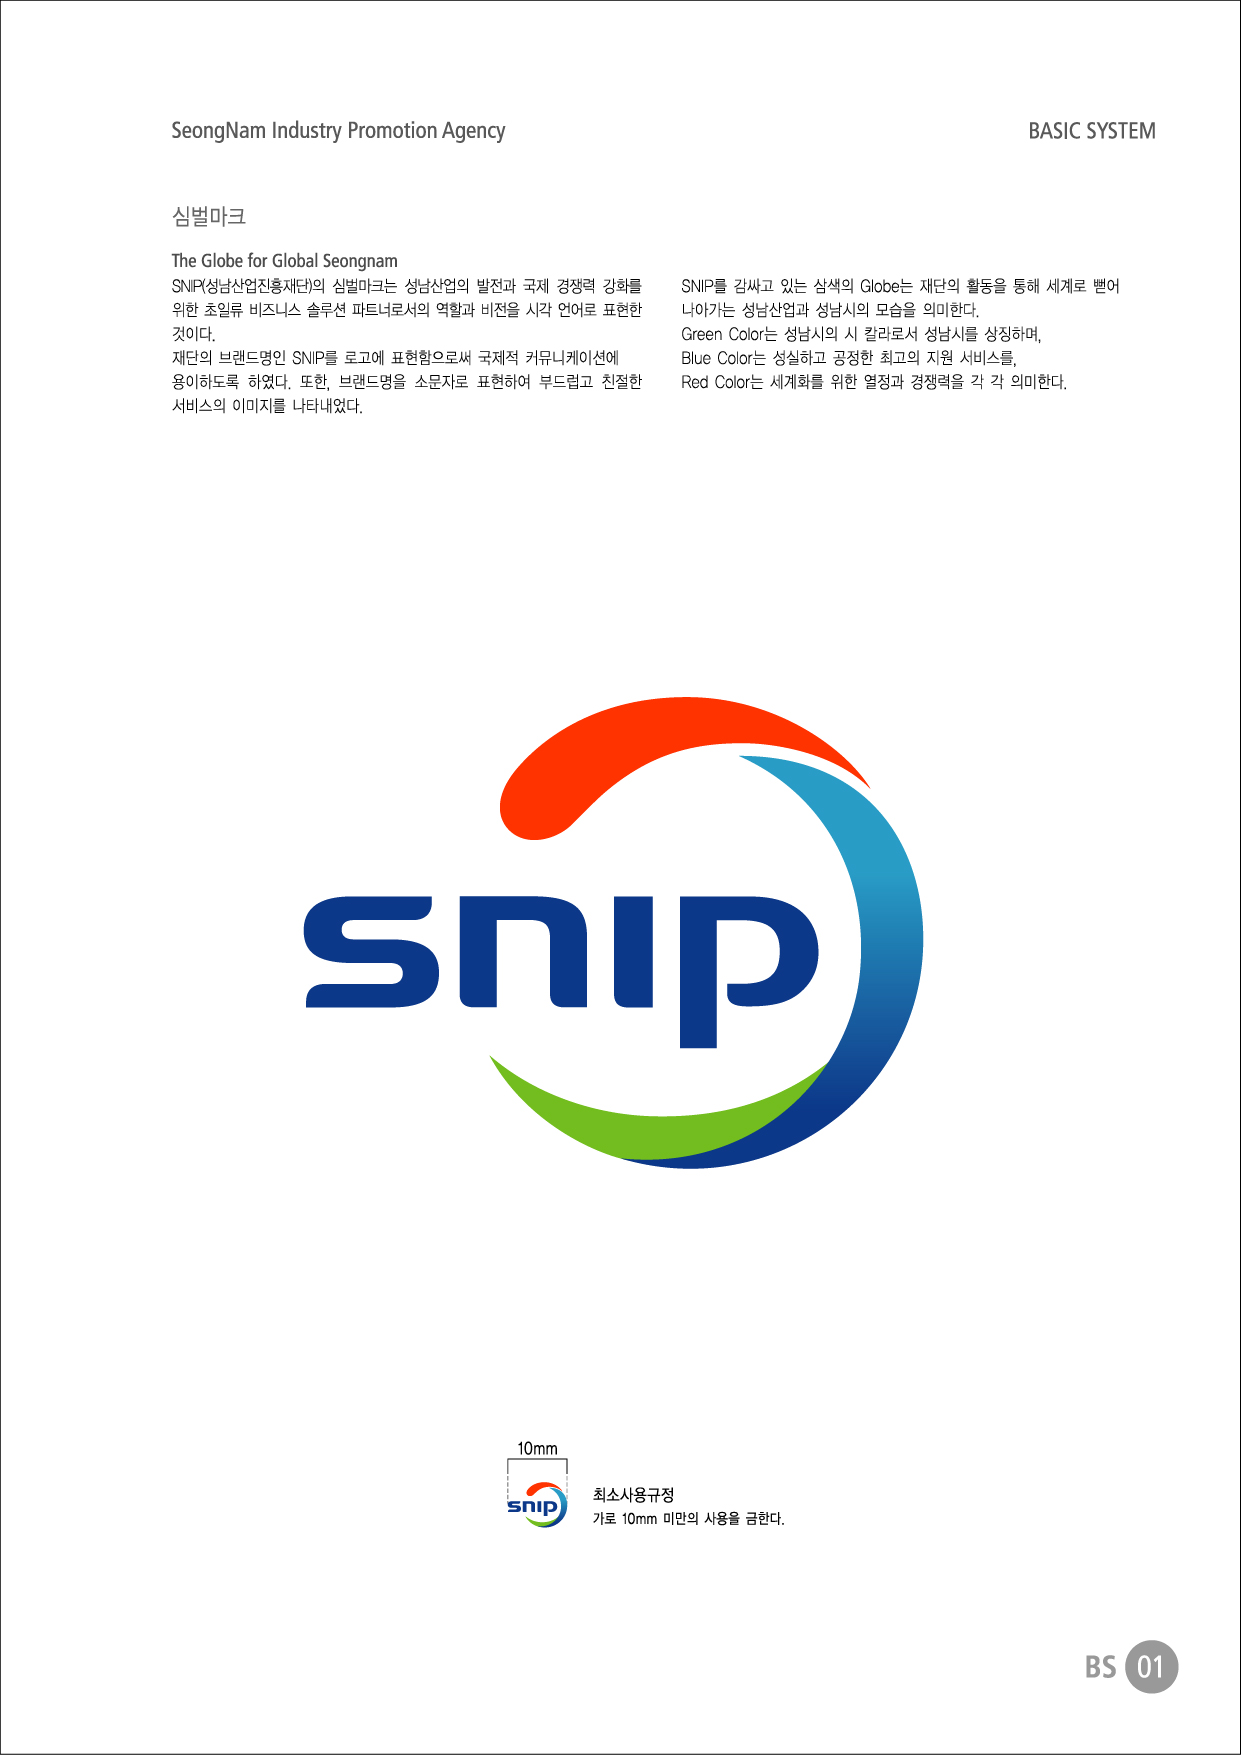 SeongNam Industry Promotion Agency
BASIC SYSTEM
심벌마크
The Globe for Global Seongnam
SNIP(성남산업진흥재단)의 심벌마크는 성남산업의 발전과 국제 경쟁력 강화를
위한 초일류 비즈니스 솔루션 파트너로서의 역할과 비전을 시각 언어로 표현한
것이다.
재단의 브랜드명인 SNIP를 로고에 표현함으로써 국제적 커뮤니케이션에
용이하도록 하였다. 또한, 브랜드명을 소문자로 표현하여 부드럽고 친절한
서비스의 이미지를 나타내었다.
SNIP를 감싸고 있는 삼색의 Globe는 재단의 활동을 통해 세계로 뻗어
나아가는 성남산업과 성남시의 모습을 의미한다.
Green Color는 성남시의 시 칼라로서 성남시를 상징하며,
Blue Color는 성실하고 공정한 최고의 지원 서비스를,
Red Color는 세계화를 위한 열정과 경쟁력을 각 각 의미한다.
snip
10mm
snip
최소사용규정
가로 10mm 미만의 사용을 금한다.
BS 01